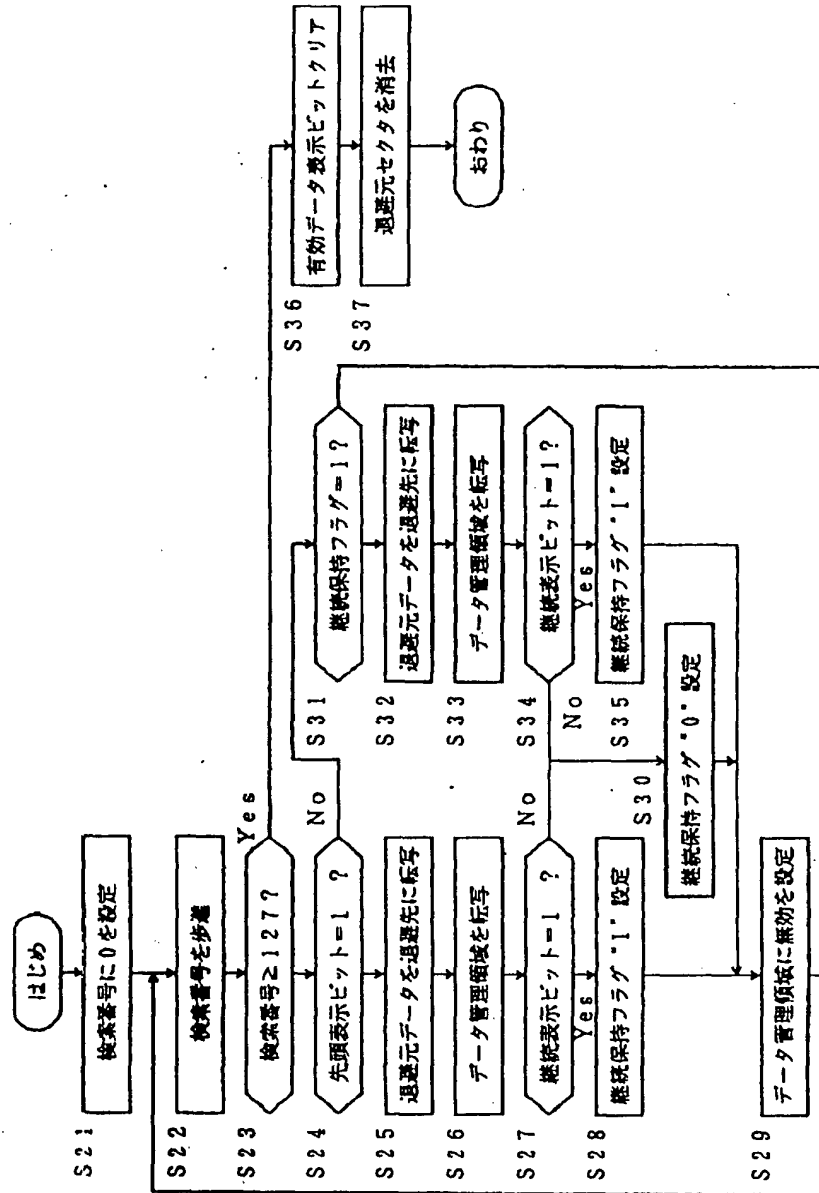 はじめ
S21
検索番号に0を設定
S22
検索番号を歩進
S23
検索番号≥127?
Yes
S24
先頭表示ビット=1 ?
No
S25
退避元データを退避先に転写
S26
データ管理領域を転写
S27
継続表示ビット=1 ?
Yes
No
S28
継続保持フラグ"1"設定
S29
データ管理領域に無効を設定
S30
継続保持フラグ"0"設定
S31
継続保持フラグ=1?
S32
退避元データを退避先に転写
S33
データ管理領域を転写
S34
継続表示ビット=1?
Yes
No
S35
継続保持フラグ"1"設定
S36
有効データ表示ビットクリア
S37
退避元セクタを消去
おわり